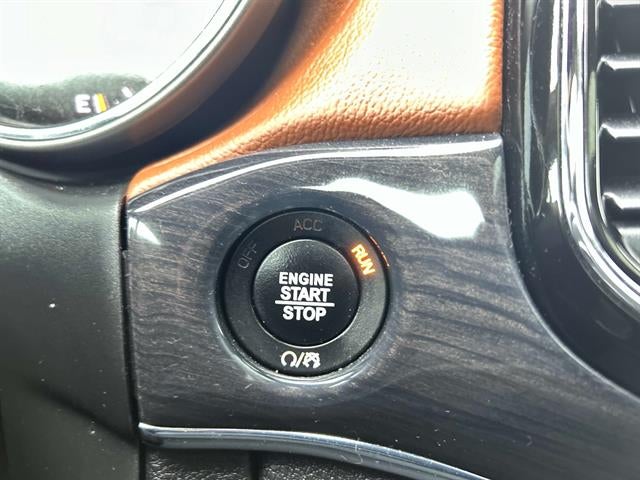 E
ACC
OFF
RUN
ENGINE
START
STOP
/